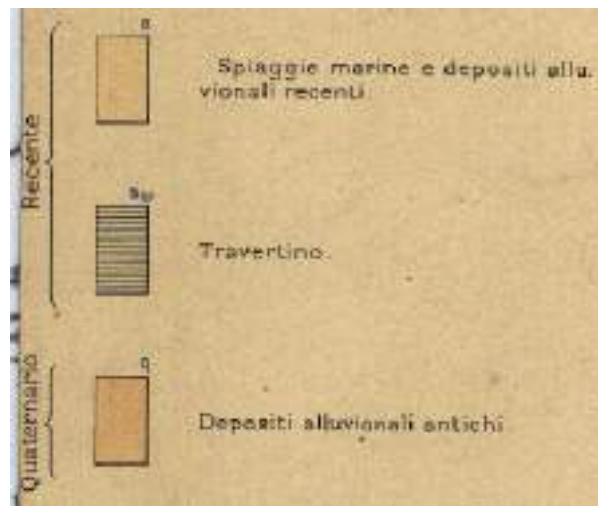 Recente
a
Spiaggie marine e depositi allu.
vionali recenti
Travertino.
Quaternario
q
Depositi alluvionali antichi